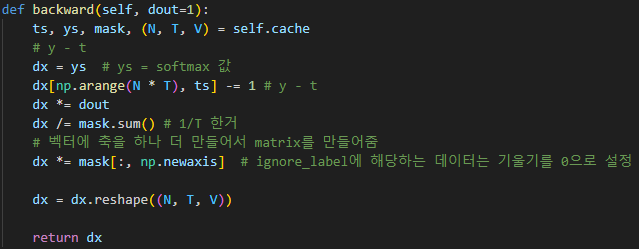 def backward(self, dout=1):
    ts, ys, mask, (N, T, V) = self.cache
    # y - t
    dx = ys  # ys = softmax 값
    dx[np.arange(N * T), ts] -= 1 # y - t
    dx *= dout
    dx /= mask.sum() # 1/T 한거
    # 벡터에 축을 하나 더 만들어서 matrix를 만들어줌
    dx *= mask[:, np.newaxis]  # ignore_label에 해당하는 데이터는 기울기를 0으로 설정
    dx = dx.reshape((N, T, V))
    return dx